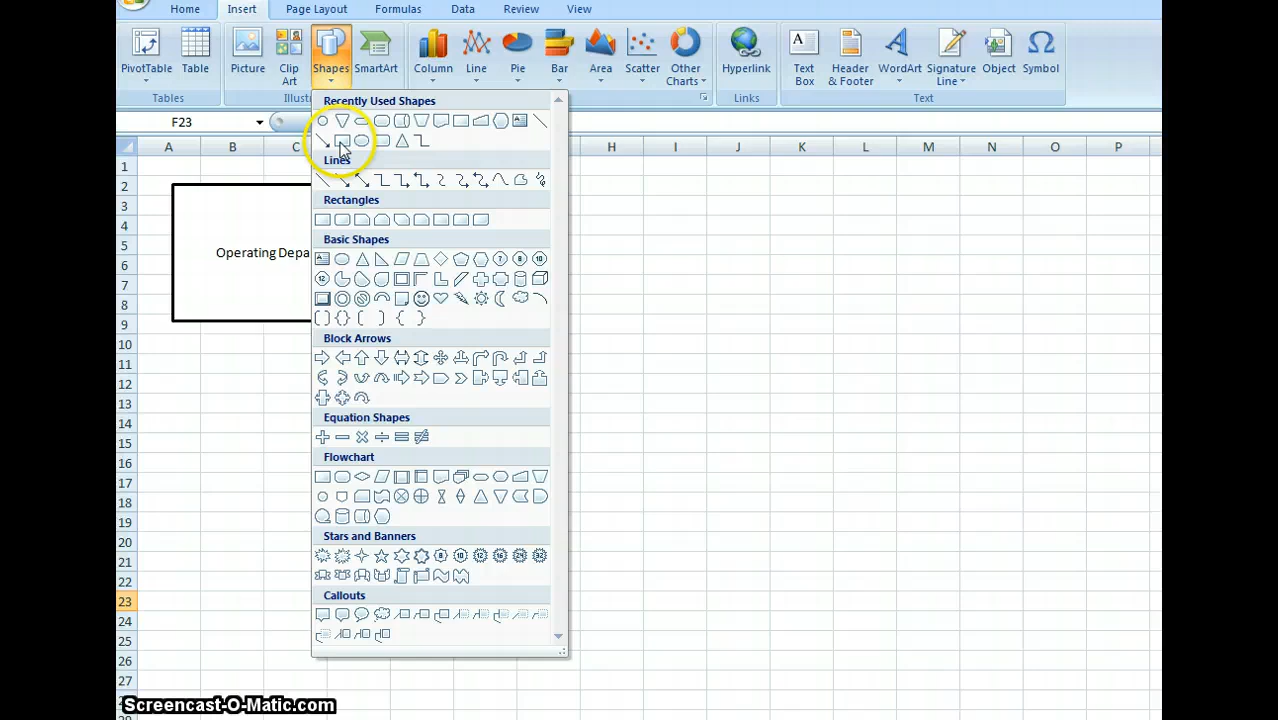 Home Insert Page Layout Formulas Data Review View
PivotTable Table Picture Clip Art Shapes SmartArt Column Line Pie Bar Area Scatter Other Charts Hyperlink Text Box Header & Footer WordArt Signature Line Object Symbol
Tables Illus Links Text
F23
A B C H I J K L M N O P
Recently Used Shapes
Lines
Rectangles
Basic Shapes
Block Arrows
Equation Shapes
Flowchart
Stars and Banners
Callouts
1
2
3
4
5
Operating Depa
6
7
8
9
10
11
12
13
14
15
16
17
18
19
20
21
22
23
24
25
26
27
Screencast-O-Matic.com